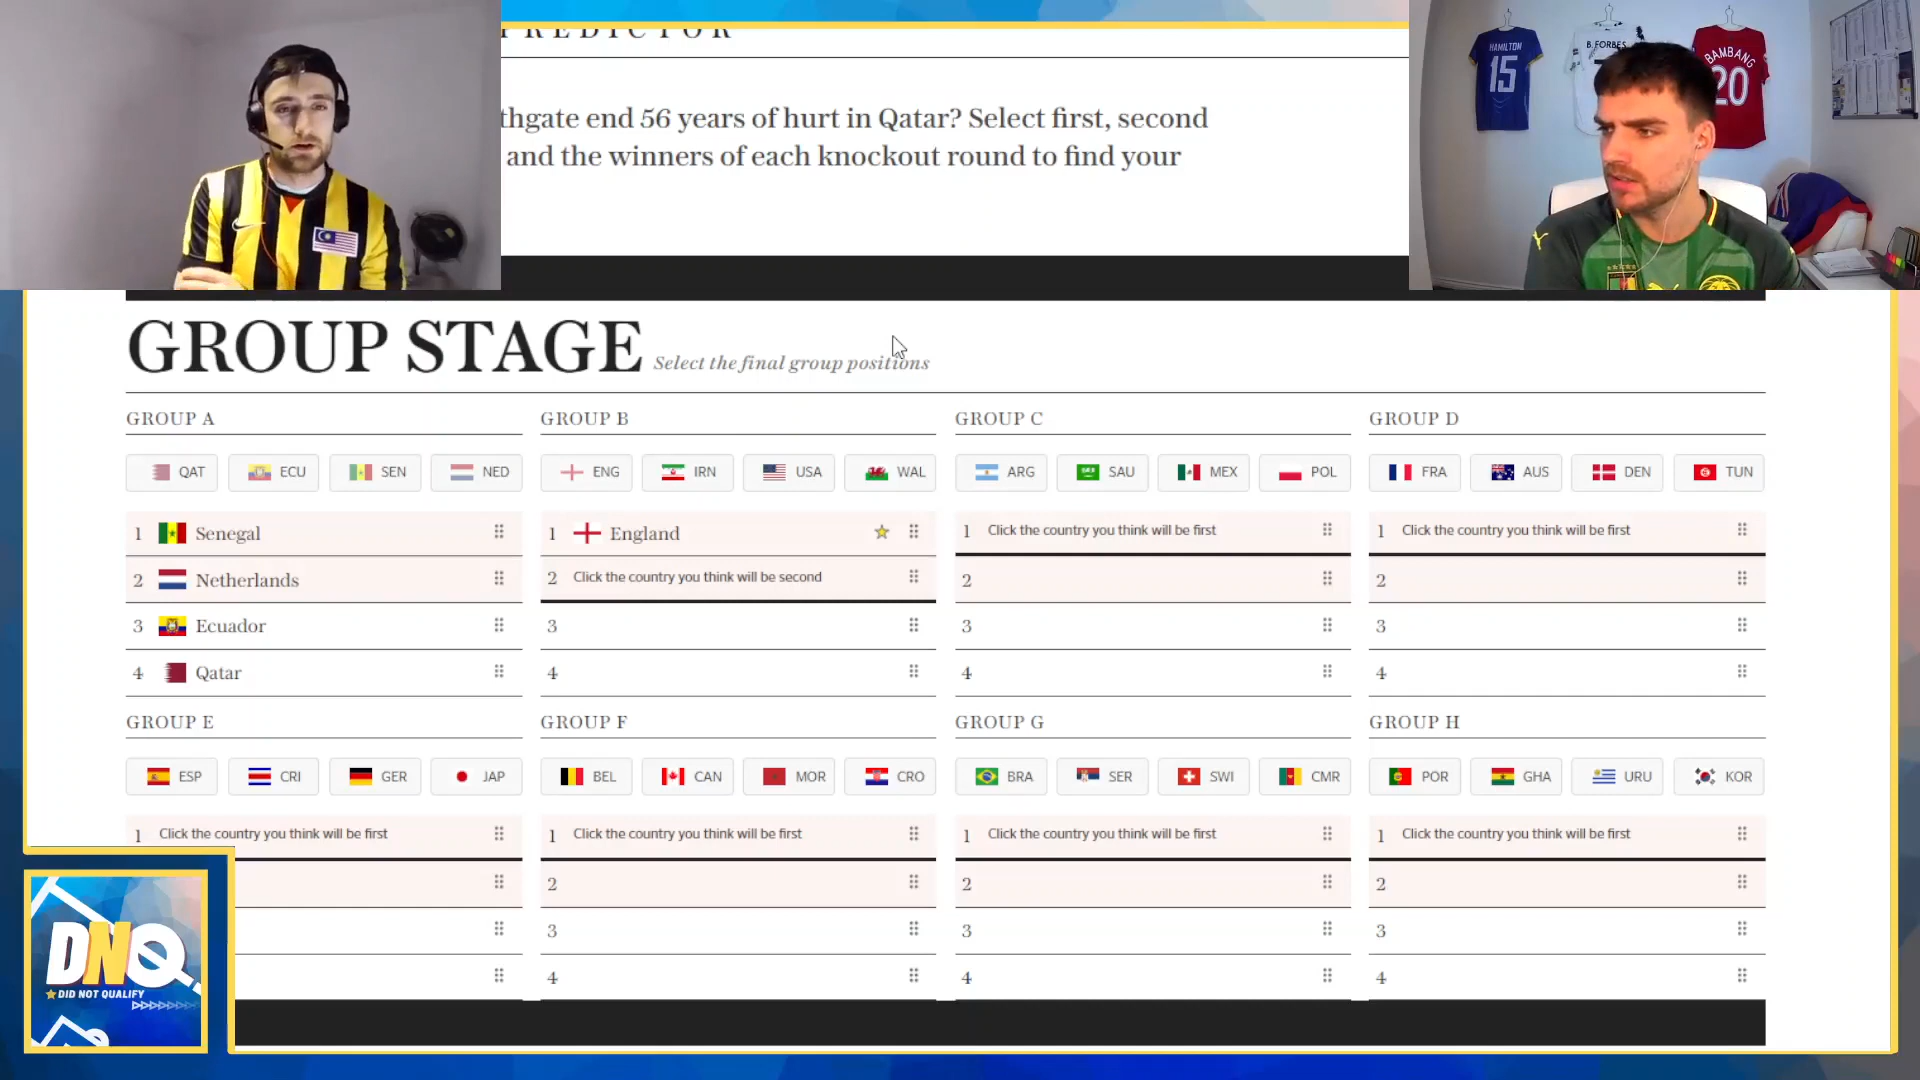 PREDICTOR
thgate end 56 years of hurt in Qatar? Select first, second
and the winners of each knockout round to find your
HAMILTON
15
B. FORBES
BAMBANG
20
GROUP STAGE Select the final group positions
GROUP A
QAT ECU SEN NED
1 Senegal
2 Netherlands
3 Ecuador
4 Qatar
GROUP B
ENG IRN USA WAL
1 England
2 Click the country you think will be second
3
4
GROUP C
ARG SAU MEX POL
1 Click the country you think will be first
2
3
4
GROUP D
FRA AUS DEN TUN
1 Click the country you think will be first
2
3
4
GROUP E
ESP CRI GER JAP
1 Click the country you think will be first
GROUP F
BEL CAN MOR CRO
1 Click the country you think will be first
2
3
4
GROUP G
BRA SER SWI CMR
1 Click the country you think will be first
2
3
4
GROUP H
POR GHA URU KOR
1 Click the country you think will be first
2
3
4
DNQ
DID NOT QUALIFY